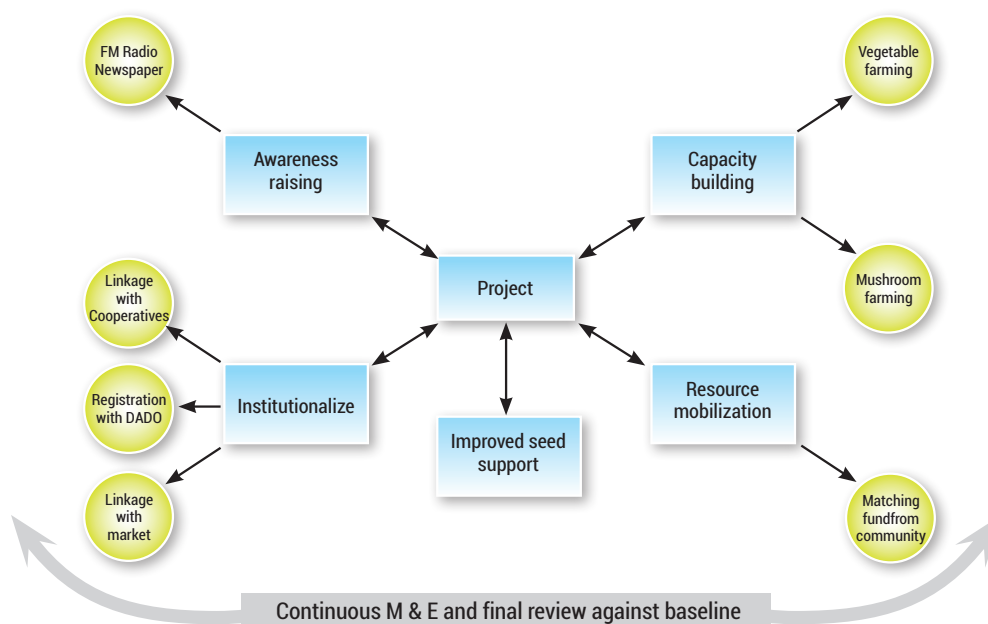 FM Radio
Newspaper
Vegetable
farming
Awareness
raising
Capacity
building
Linkage
with
Cooperatives
Project
Mushroom
farming
Registration
with DADO
Institutionalize
Improved seed
support
Resource
mobilization
Linkage
with
market
Matching
fundfrom
community
Continuous M & E and final review against baseline